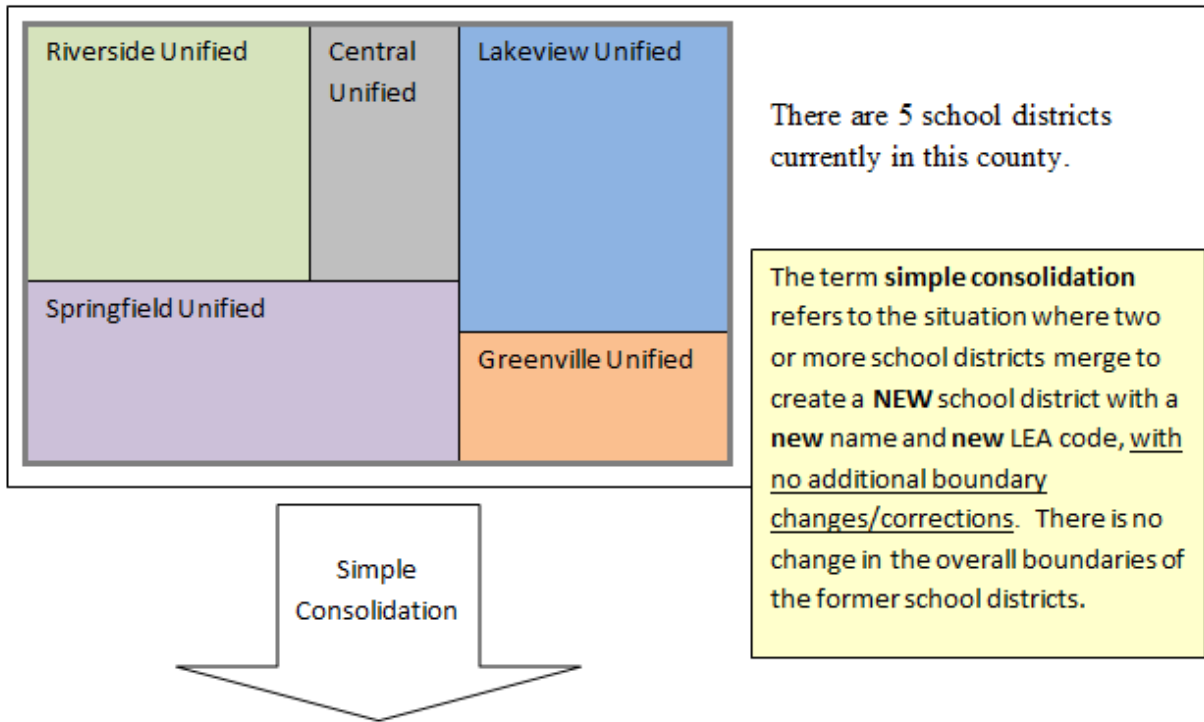 Riverside Unified
Central
Unified
Lakeview Unified
There are 5 school districts
currently in this county.
Springfield Unified
Greenville Unified
The term simple consolidation
refers to the situation where two
or more school districts merge to
create a NEW school district with a
new name and new LEA code, with
no additional boundary
changes/corrections.  There is no
change in the overall boundaries of
the former school districts.
Simple
Consolidation